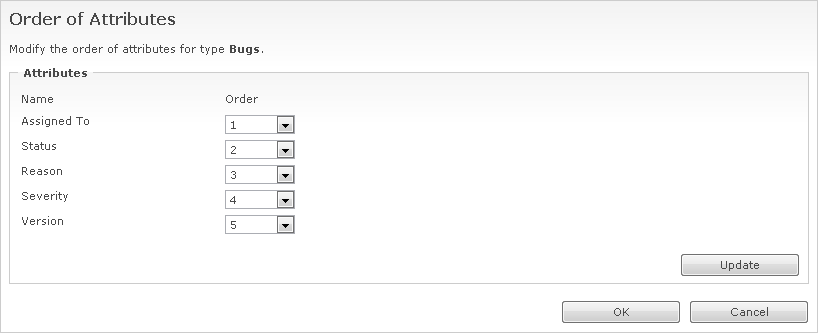 Order of Attributes
Modify the order of attributes for type Bugs.
Attributes
Name Order
Assigned To 1
Status 2
Reason 3
Severity 4
Version 5
Update
OK Cancel